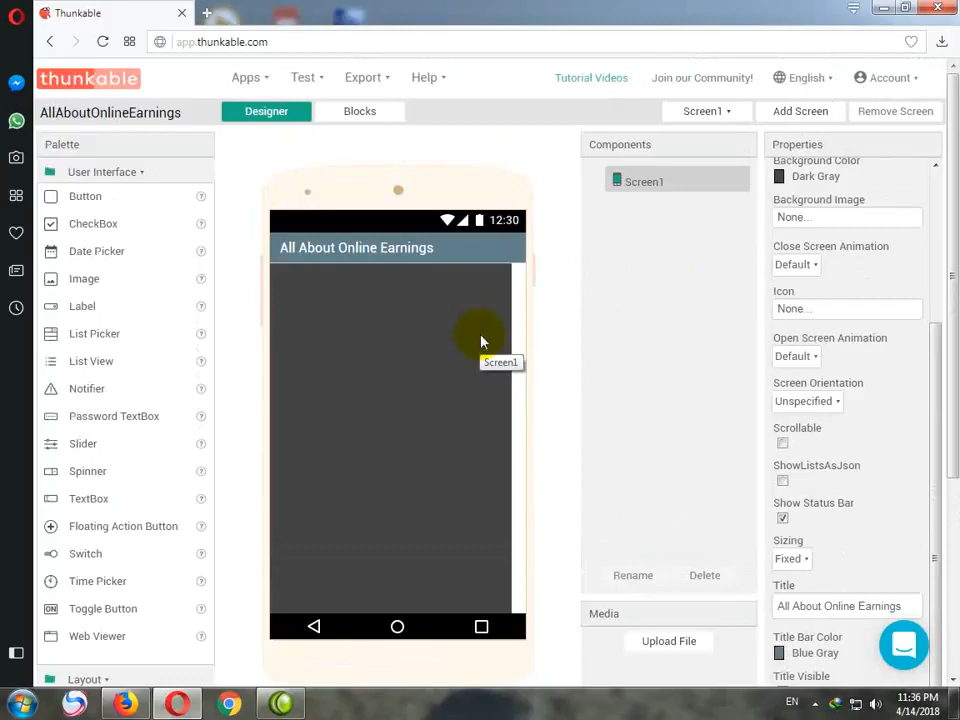 Thunkable
app.thunkable.com
thunkable
Apps
Test
Export
Help
Tutorial Videos
Join our Community!
English
Account
AllAboutOnlineEarnings
Designer
Blocks
Screen1
Add Screen
Remove Screen
Palette
User Interface
Button
CheckBox
Date Picker
Image
Label
List Picker
List View
Notifier
Password TextBox
Slider
Spinner
TextBox
Floating Action Button
Switch
Time Picker
ON
Toggle Button
Web Viewer
Layout
12:30
All About Online Earnings
Screen1
Components
Screen1
Rename
Delete
Media
Upload File
Properties
Background Color
Dark Gray
Background Image
None...
Close Screen Animation
Default
Icon
None...
Open Screen Animation
Default
Screen Orientation
Unspecified
Scrollable
ShowListsAsJson
Show Status Bar
Sizing
Fixed
Title
All About Online Earnings
Title Bar Color
Blue Gray
Title Visible
EN
11:36 PM
4/14/2018